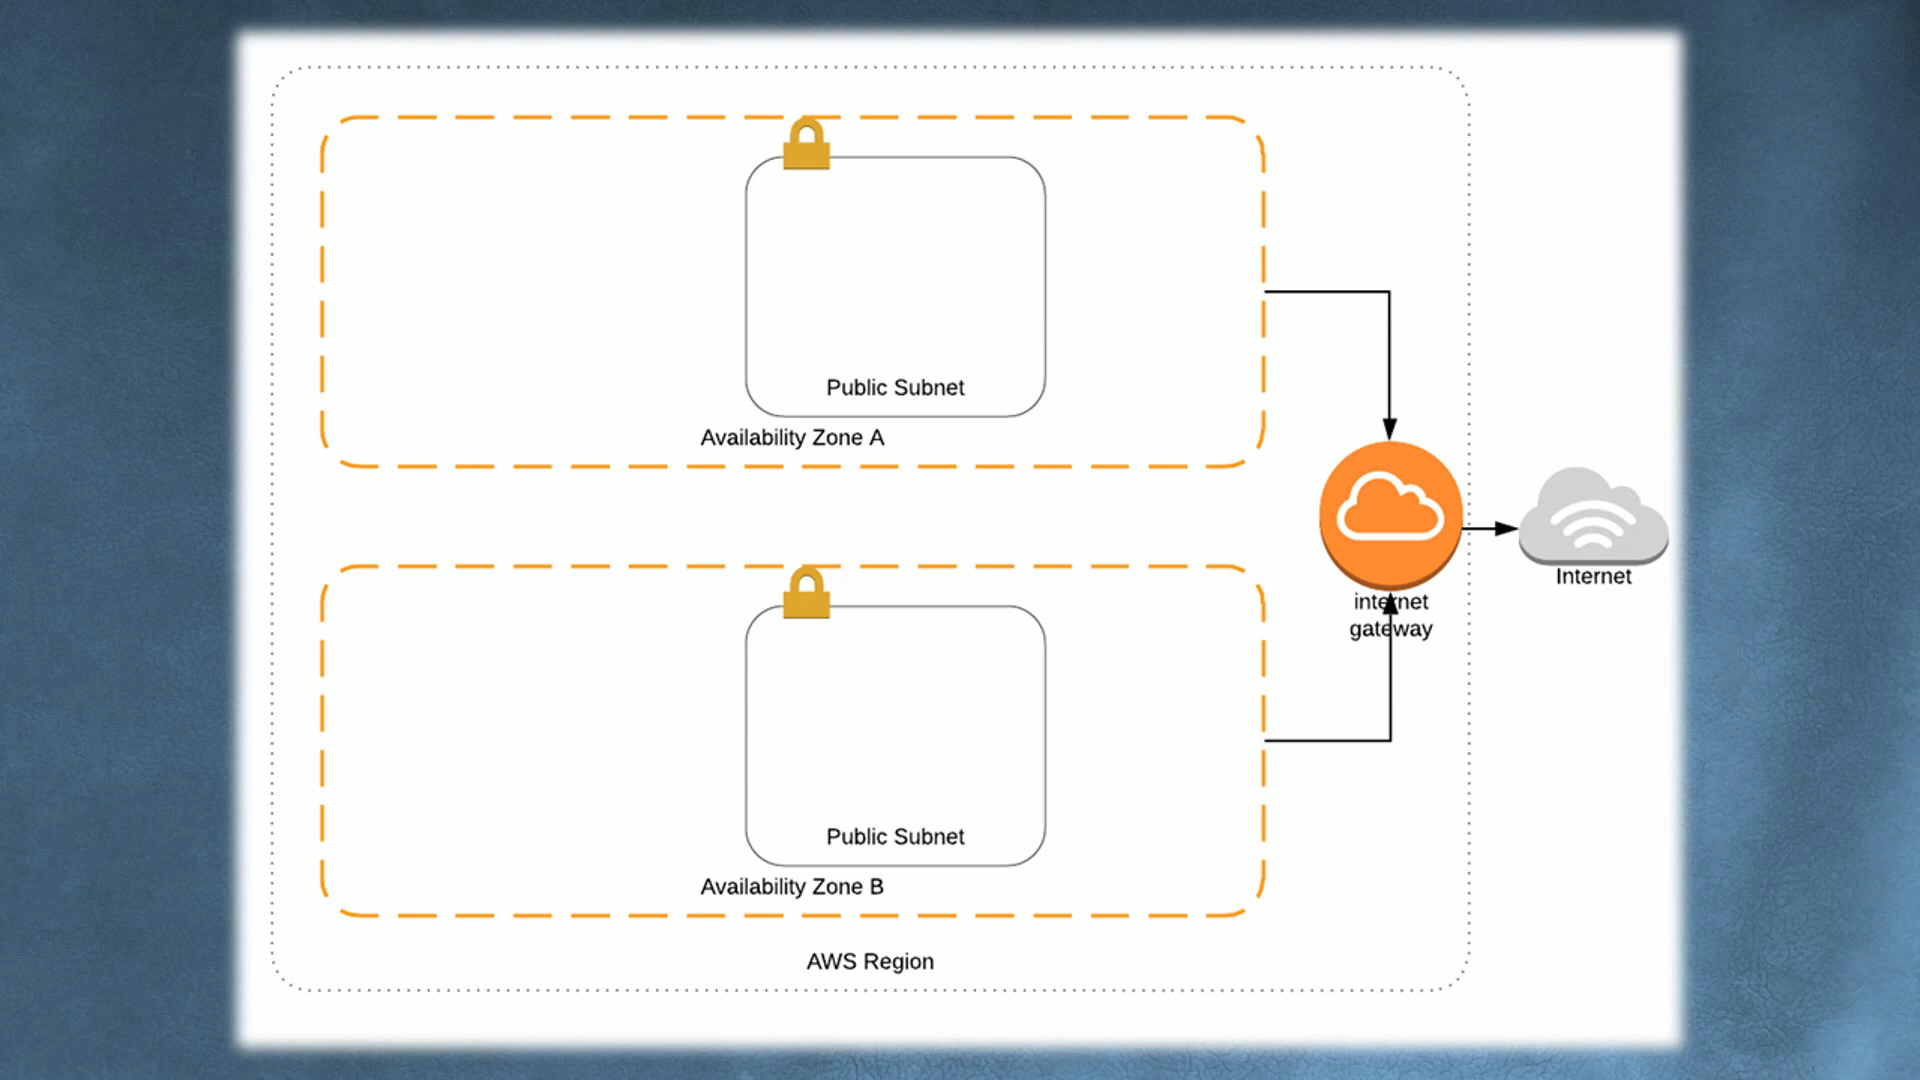 Public Subnet
Availability Zone A
internet
gateway
Internet
Public Subnet
Availability Zone B
AWS Region